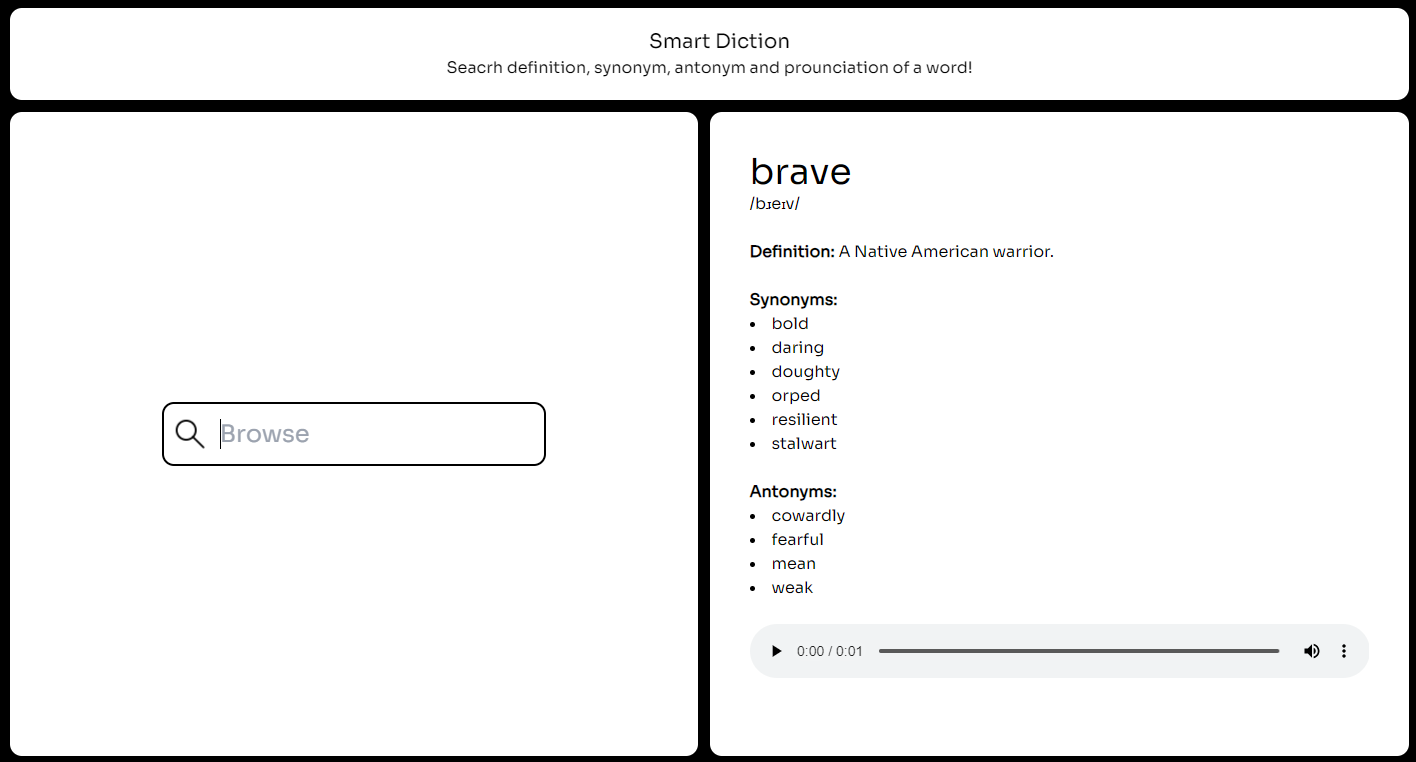 Smart Diction
Seacrh definition, synonym, antonym and prounciation of a word!
Browse
brave
/bɹeɪv/
Definition: A Native American warrior.
Synonyms:
• bold
• daring
• doughty
• orped
• resilient
• stalwart
Antonyms:
• cowardly
• fearful
• mean
• weak
0:00 / 0:01